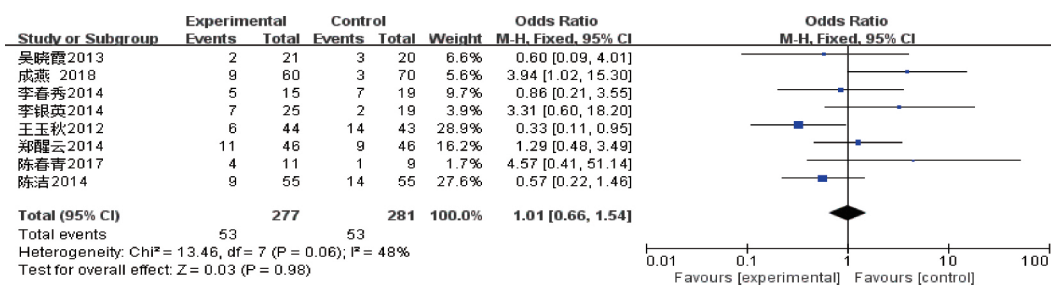 Experimental Control Odds Ratio Odds Ratio
Study or Subgroup Events Total Events Total Weight M-H, Fixed, 95% CI M-H, Fixed, 95% CI
吴晓霞2013 2 21 3 20 6.6% 0.60 [0.09, 4.01]
成燕 2018 9 60 3 70 5.6% 3.94 [1.02, 15.30]
李春秀2014 5 15 7 19 9.7% 0.86 [0.21, 3.55]
李银英2014 7 25 2 19 3.9% 3.31 [0.60, 18.20]
王玉秋2012 6 44 14 43 28.9% 0.33 [0.11, 0.95]
郑醒云2014 11 46 9 46 16.2% 1.29 [0.48, 3.49]
陈春青2017 4 11 1 9 1.7% 4.57 [0.41, 51.14]
陈洁2014 9 55 14 55 27.6% 0.57 [0.22, 1.46]
Total (95% CI) 277 281 100.0% 1.01 [0.66, 1.54]
Total events 53 53
Heterogeneity: Chi² = 13.46, df = 7 (P = 0.06); I² = 48%
Test for overall effect: Z = 0.03 (P = 0.98)
0.01 0.1 1 10 100
Favours [experimental] Favours [control]